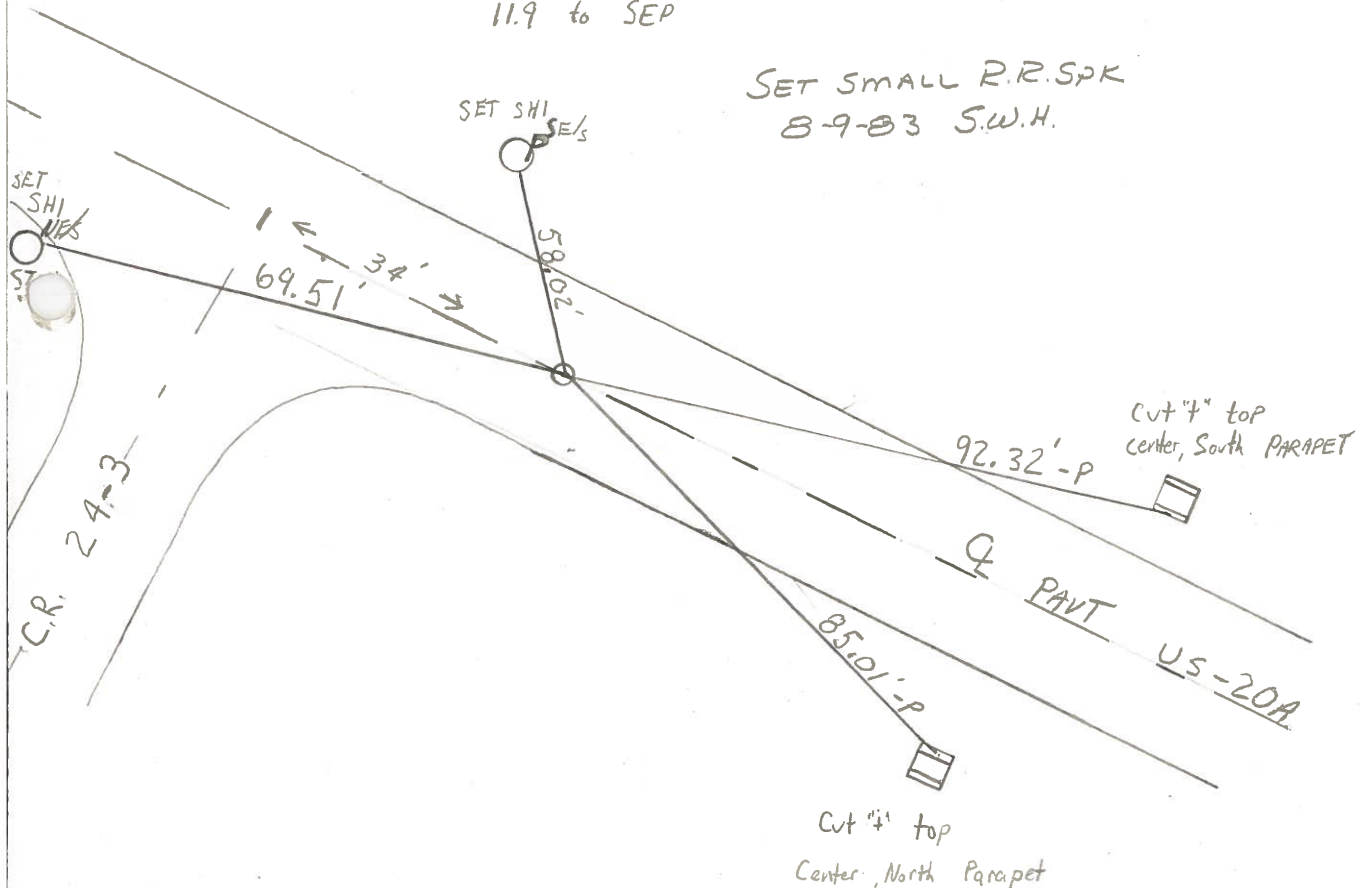 11.9 to SEP
SET SMALL R.R. SPK
8-9-83 S.W.H.
SET SHI
SE/s
SET
SHI
NE/s
ST
34'
69.51'
58.02'
Cut "+" top
center, South PARAPET
92.32'-P
C.R. 24-3
℄ PAVT US-20A
85.01'-P
Cut "+" top
Center, North Parapet